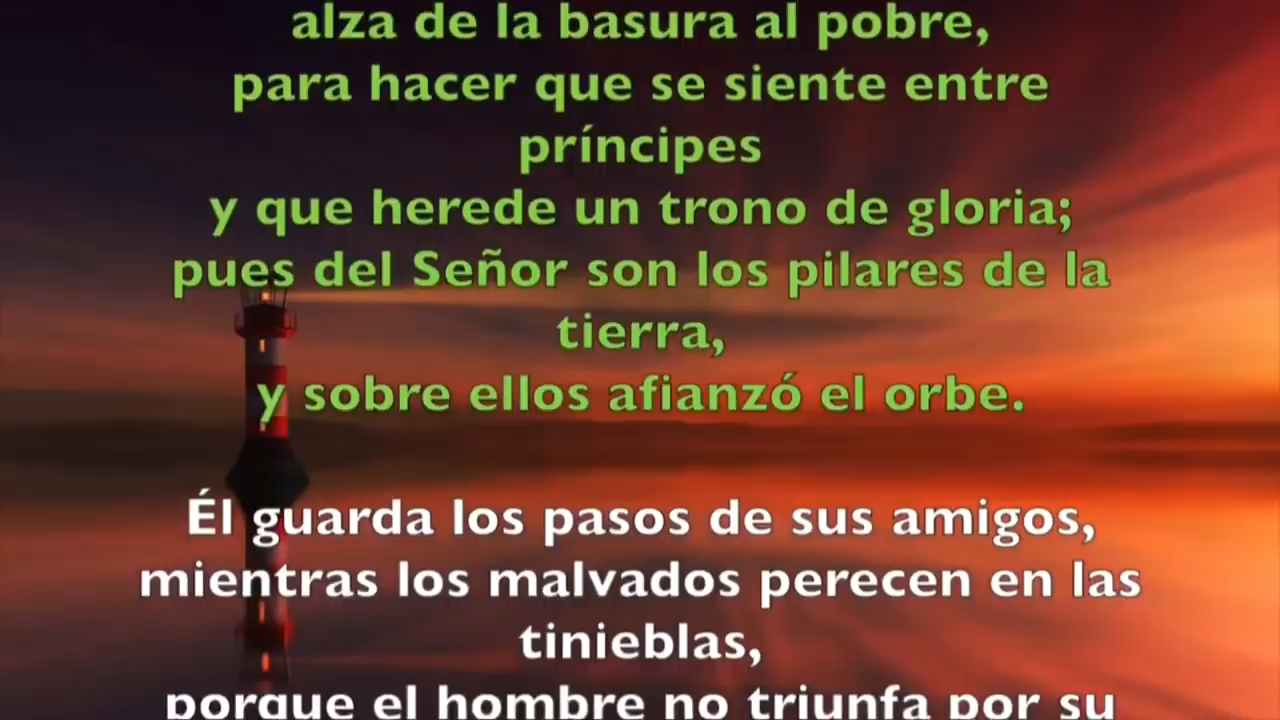 alza de la basura al pobre,
para hacer que se siente entre
príncipes
y que herede un trono de gloria;
pues del Señor son los pilares de la
tierra,
y sobre ellos afianzó el orbe.
Él guarda los pasos de sus amigos,
mientras los malvados perecen en las
tinieblas,
porque el hombre no triunfa por su